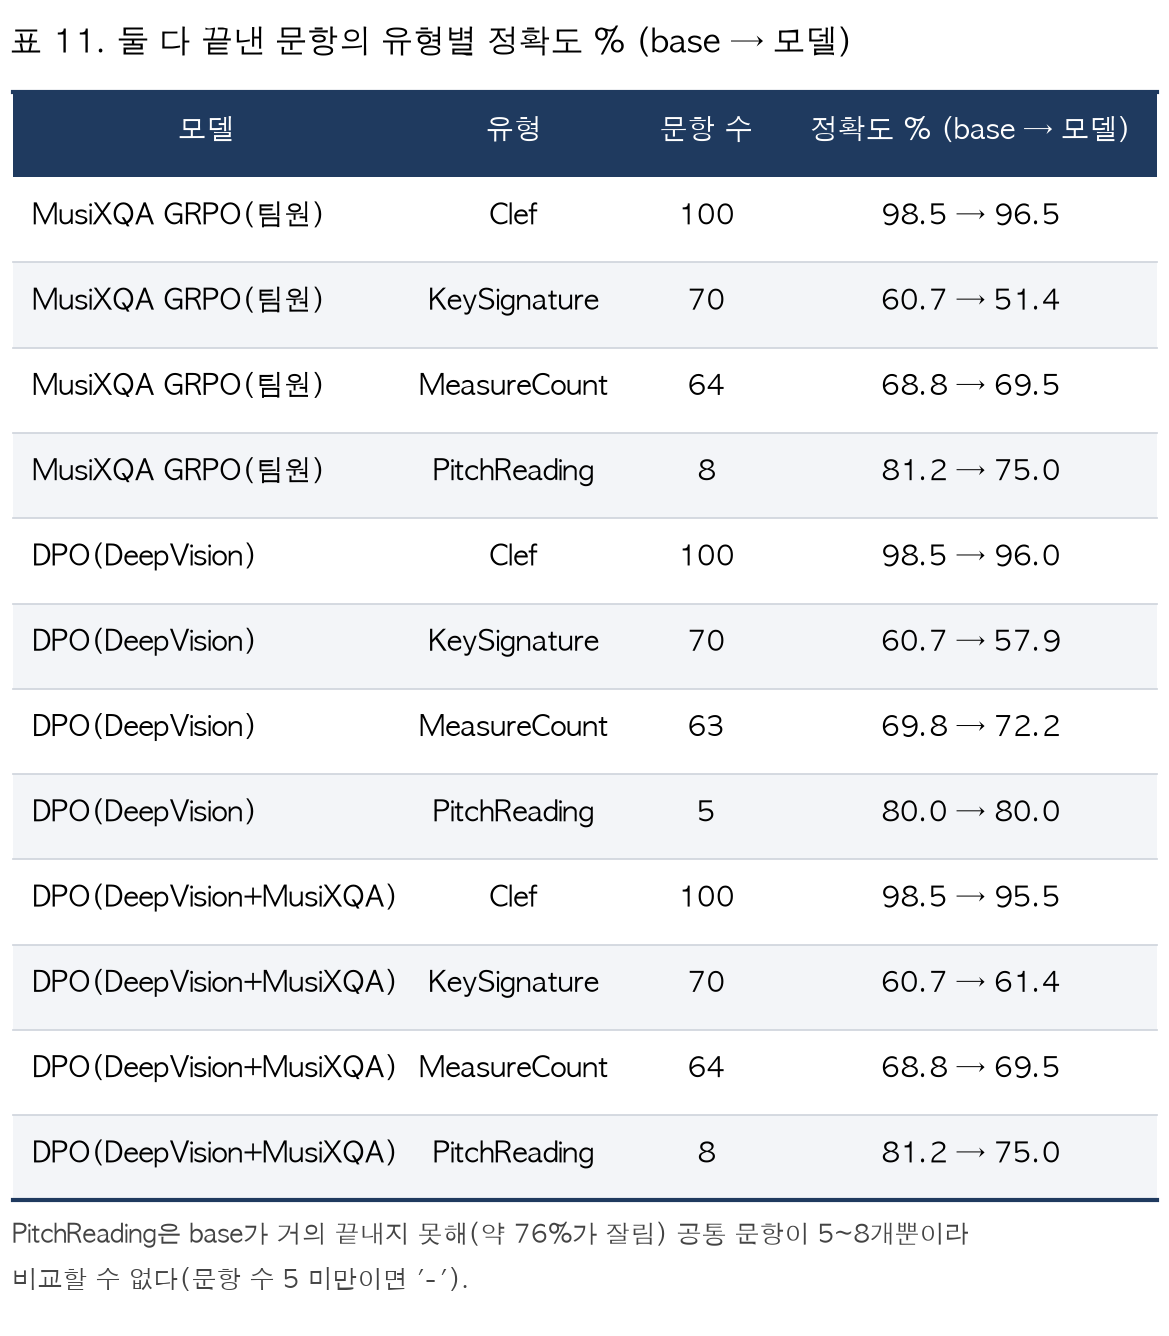 표 11. 둘 다 끝낸 문항의 유형별 정확도 % (base → 모델)
모델 유형 문항 수 정확도 % (base → 모델)
MusiXQA GRPO(팀원) Clef 100 98.5 → 96.5
MusiXQA GRPO(팀원) KeySignature 70 60.7 → 51.4
MusiXQA GRPO(팀원) MeasureCount 64 68.8 → 69.5
MusiXQA GRPO(팀원) PitchReading 8 81.2 → 75.0
DPO(DeepVision) Clef 100 98.5 → 96.0
DPO(DeepVision) KeySignature 70 60.7 → 57.9
DPO(DeepVision) MeasureCount 63 69.8 → 72.2
DPO(DeepVision) PitchReading 5 80.0 → 80.0
DPO(DeepVision+MusiXQA) Clef 100 98.5 → 95.5
DPO(DeepVision+MusiXQA) KeySignature 70 60.7 → 61.4
DPO(DeepVision+MusiXQA) MeasureCount 64 68.8 → 69.5
DPO(DeepVision+MusiXQA) PitchReading 8 81.2 → 75.0
PitchReading은 base가 거의 끝내지 못해(약 76%가 잘림) 공통 문항이 5~8개뿐이라
비교할 수 없다(문항 수 5 미만이면 '-').